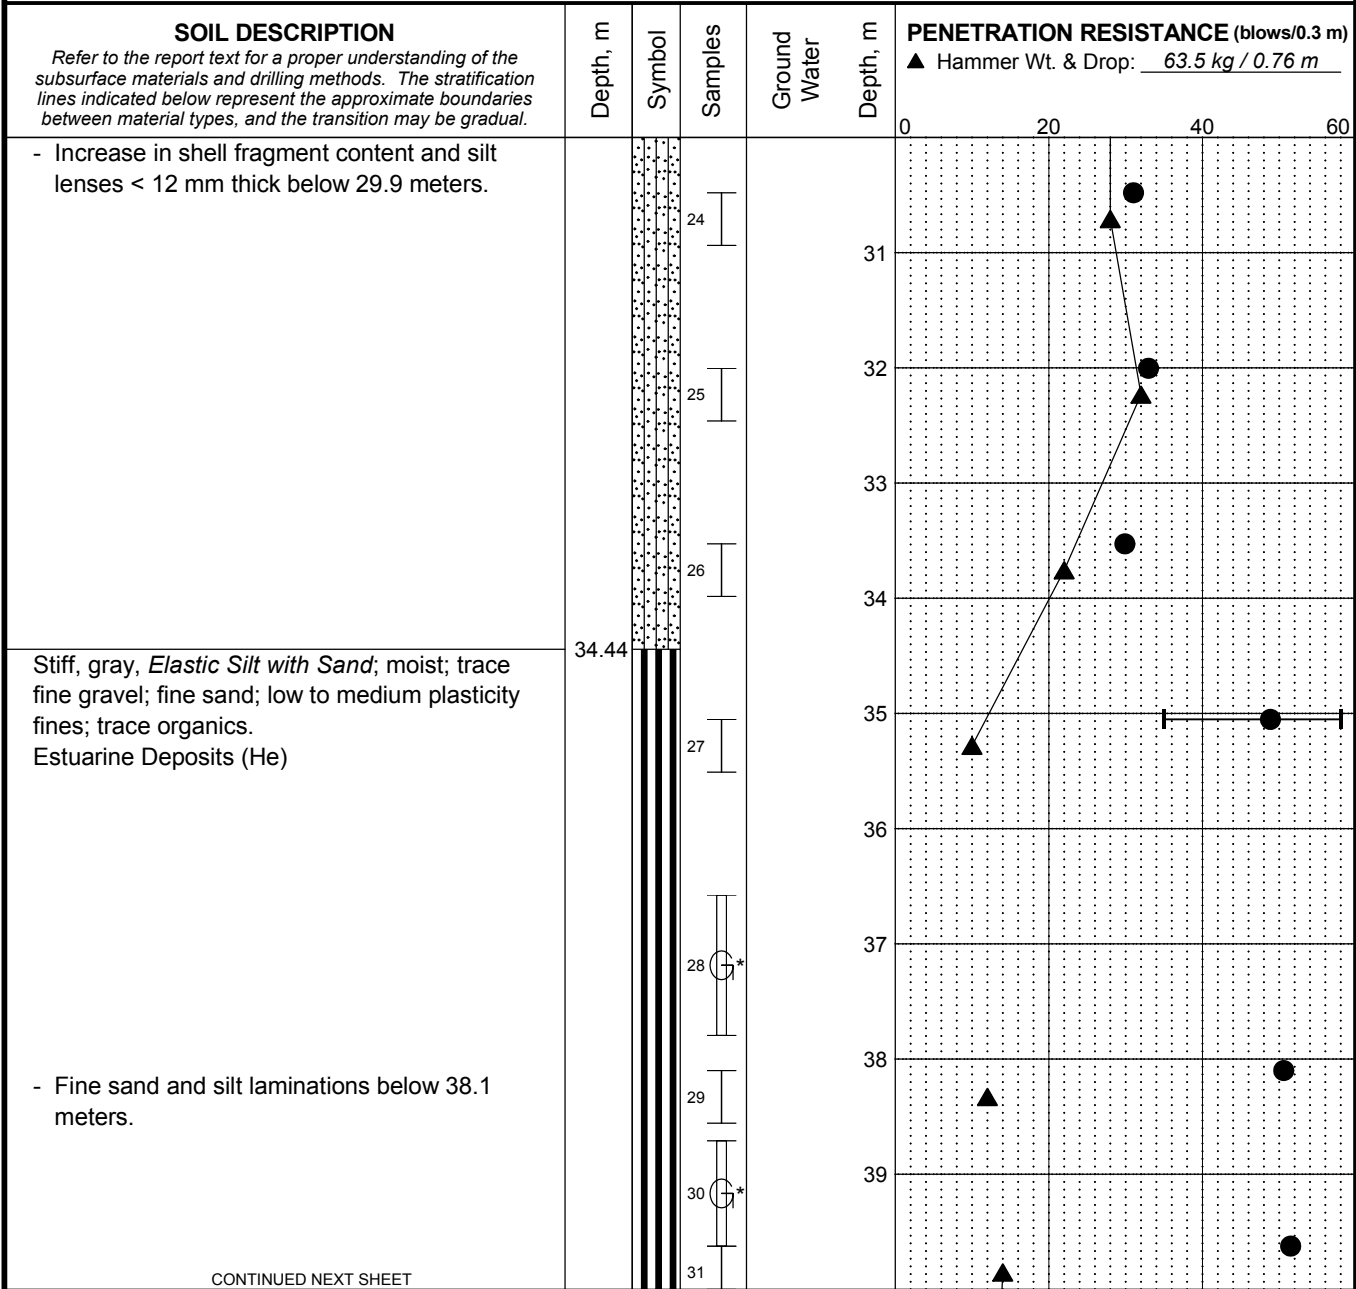 SOIL DESCRIPTION
Refer to the report text for a proper understanding of the
subsurface materials and drilling methods. The stratification
lines indicated below represent the approximate boundaries
between material types, and the transition may be gradual.
Depth, m
Symbol
Samples
Ground
Water
Depth, m
PENETRATION RESISTANCE (blows/0.3 m)
▲ Hammer Wt. & Drop: 63.5 kg / 0.76 m
0 20 40 60
- Increase in shell fragment content and silt
lenses < 12 mm thick below 29.9 meters.
24
31
32
25
33
26
34
34.44
Stiff, gray, Elastic Silt with Sand; moist; trace
fine gravel; fine sand; low to medium plasticity
fines; trace organics.
Estuarine Deposits (He)
35
27
36
37
28 G*
38
- Fine sand and silt laminations below 38.1
meters.
29
39
30 G*
31
CONTINUED NEXT SHEET